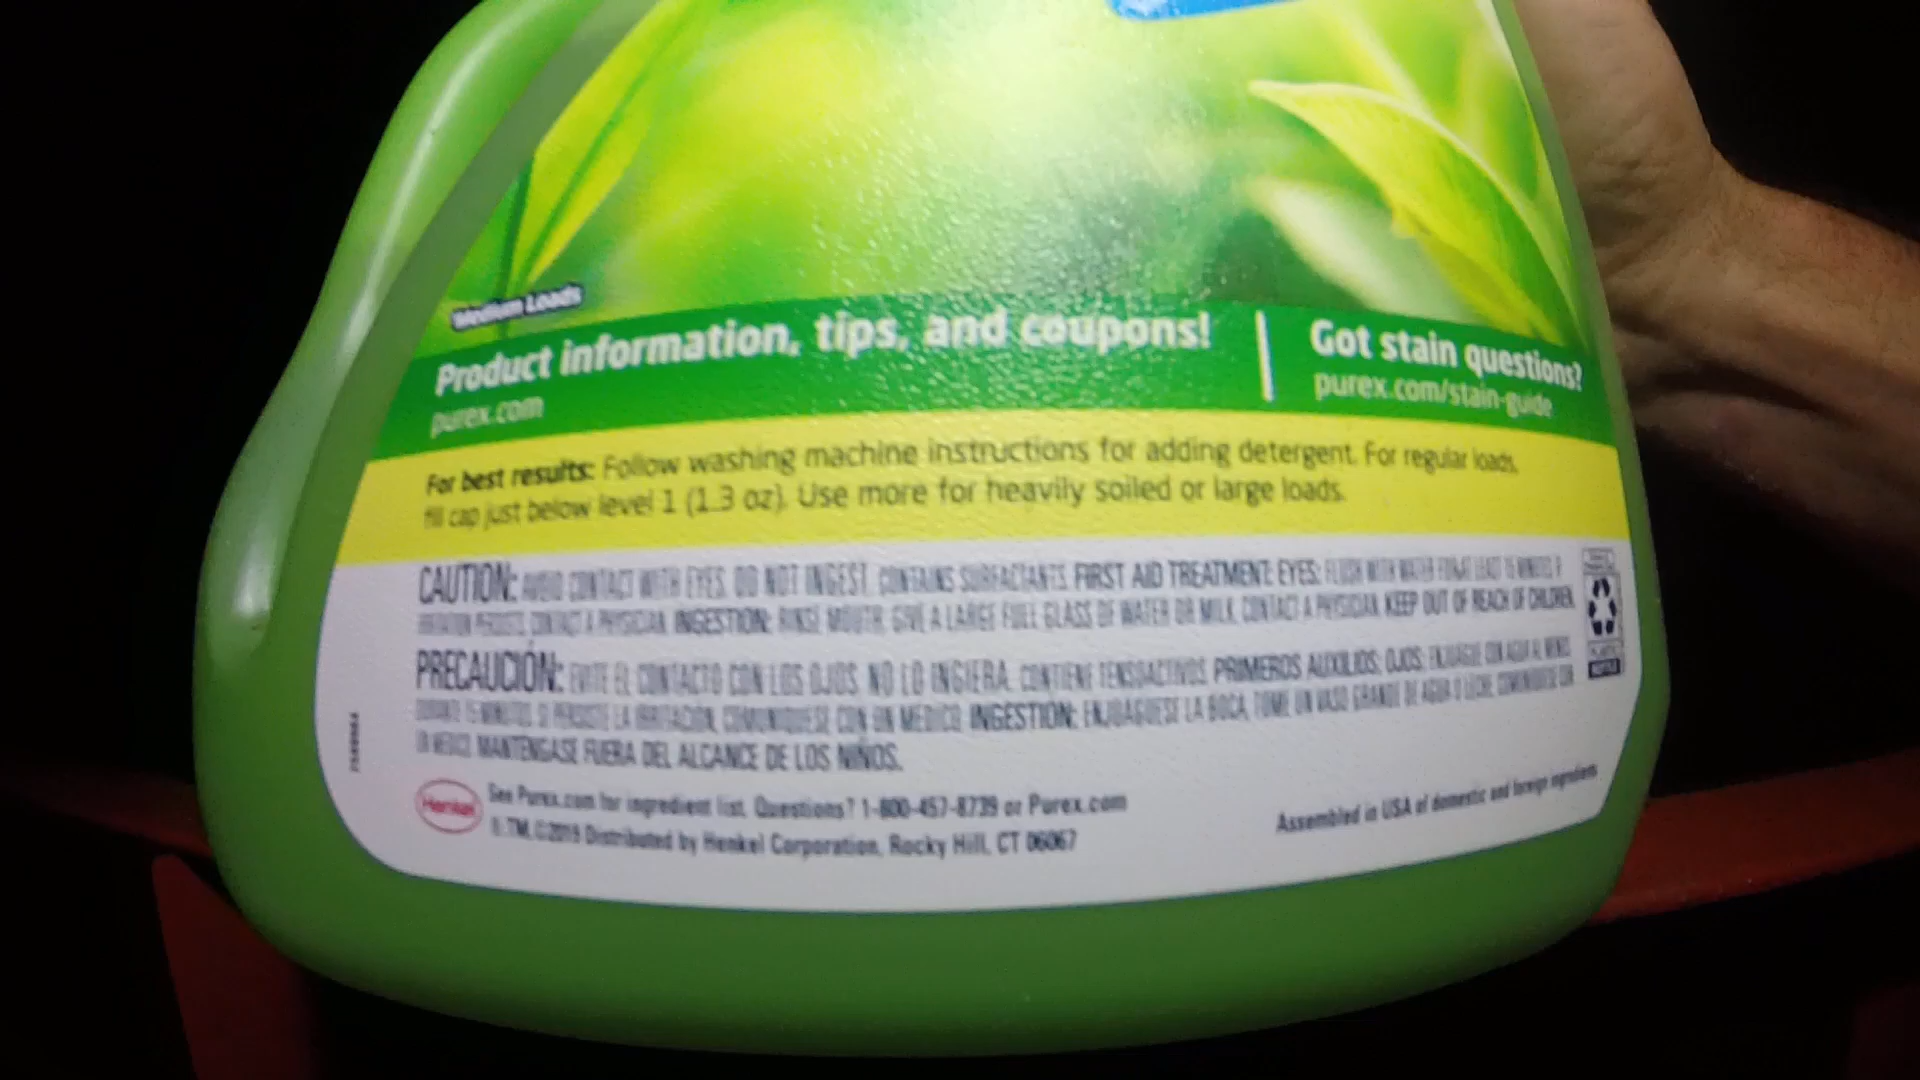 Medium Loads
Product information, tips, and coupons!
purex.com
Got stain questions?
purex.com/stain-guide
For best results: Follow washing machine instructions for adding detergent. For regular loads,
fill cap just below level 1 (1.3 oz). Use more for heavily soiled or large loads.
CAUTION: AVOID CONTACT WITH EYES. DO NOT INGEST. CONTAINS SURFACTANTS. FIRST AID TREATMENT: EYES: FLUSH WITH WATER FOR AT LEAST 15 MINUTES. IF
IRRITATION PERSISTS, CONTACT A PHYSICIAN. INGESTION: RINSE MOUTH. GIVE A LARGE FULL GLASS OF WATER OR MILK. CONTACT A PHYSICIAN. KEEP OUT OF REACH OF CHILDREN.
PRECAUCIÓN: EVITE EL CONTACTO CON LOS OJOS. NO LO INGIERA. CONTIENE TENSOACTIVOS. PRIMEROS AUXILIOS: OJOS: ENJUAGUE CON AGUA AL MENOS
DURANTE 15 MINUTOS. SI PERSISTE LA IRRITACIÓN, COMUNIQUESE CON UN MEDICO. INGESTION: ENJUAGUESE LA BOCA, TOME UN VASO GRANDE DE AGUA O LECHE. COMUNIQUESE CON
UN MEDICO. MANTENGASE FUERA DEL ALCANCE DE LOS NIÑOS.
Henkel
See Purex.com for ingredient list. Questions? 1-800-457-8739 or Purex.com
®, TM, ©2019 Distributed by Henkel Corporation, Rocky Hill, CT 06067
Assembled in USA of domestic and foreign ingredients